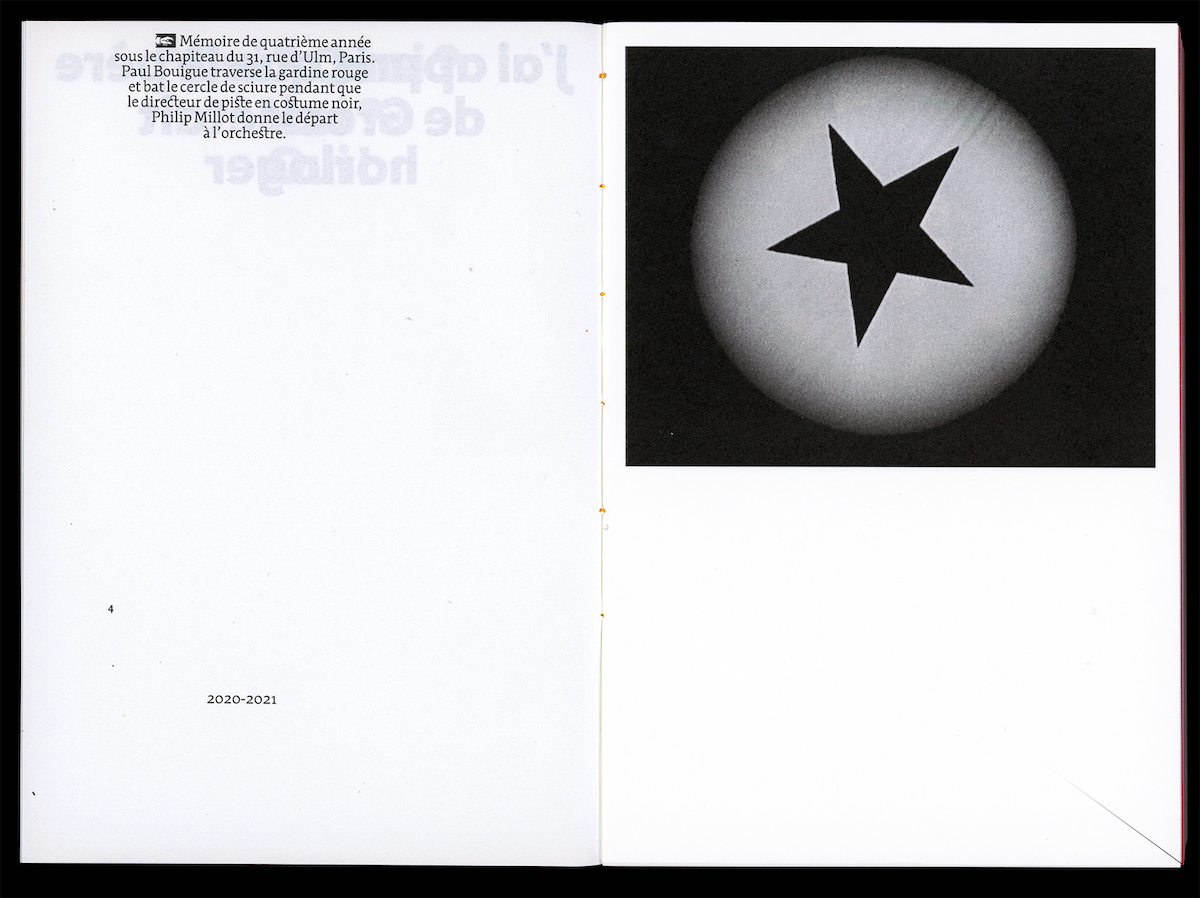 Mémoire de quatrième année
sous le chapiteau du 31, rue d’Ulm, Paris.
Paul Bouigue traverse la gardine rouge
et bat le cercle de sciure pendant que
le directeur de piste en costume noir,
Philip Millot donne le départ
à l’orchestre.
4
2020-2021